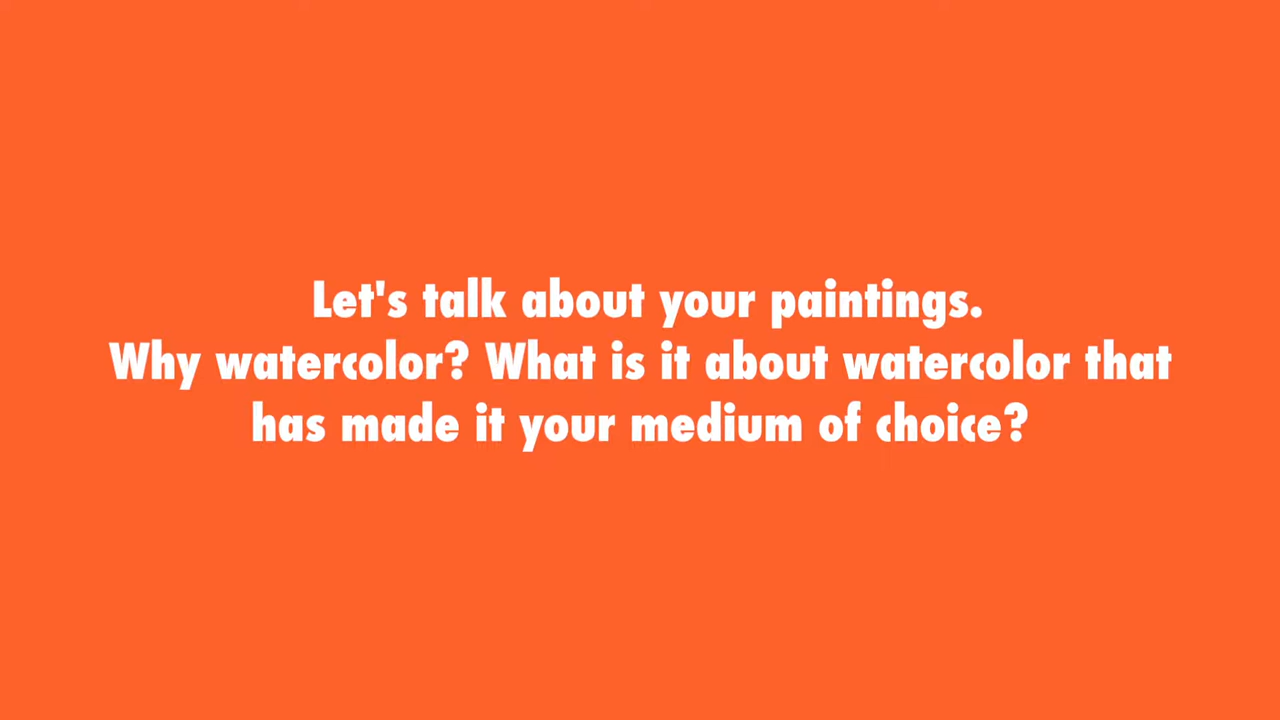 Let's talk about your paintings.
Why watercolor? What is it about watercolor that
has made it your medium of choice?